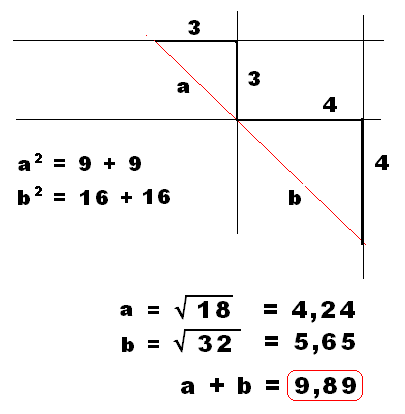 3
a
3
4
4
b
a² = 9 + 9
b² = 16 + 16
a = √18 = 4,24
b = √32 = 5,65
a + b = 9,89